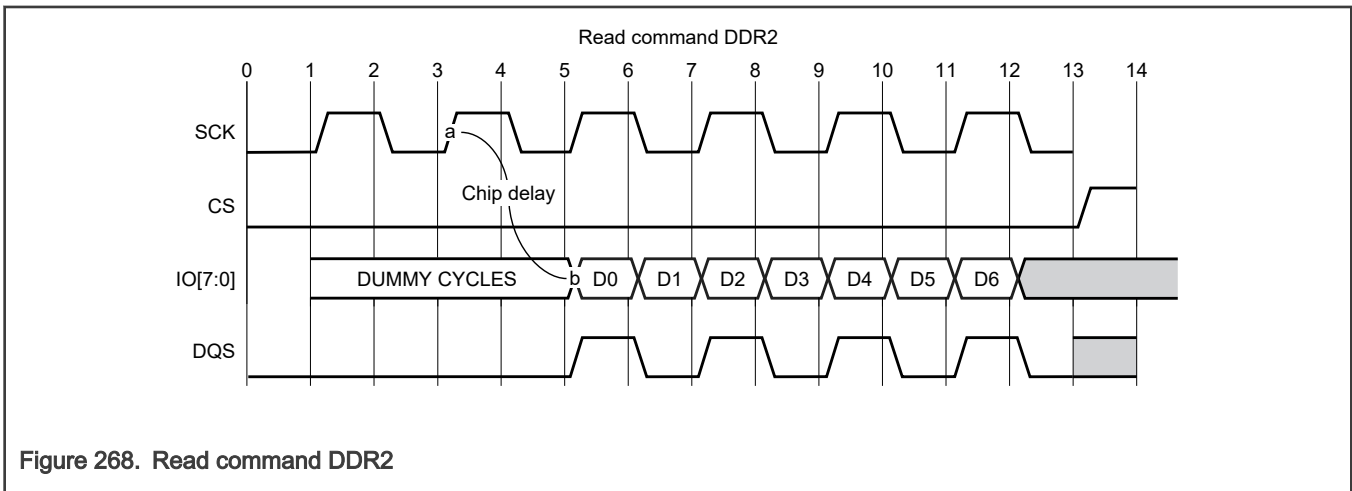 Read command DDR2
0 1 2 3 4 5 6 7 8 9 10 11 12 13 14
SCK
a
Chip delay
CS
IO[7:0]
DUMMY CYCLES b D0 D1 D2 D3 D4 D5 D6
DQS
Figure 268. Read command DDR2